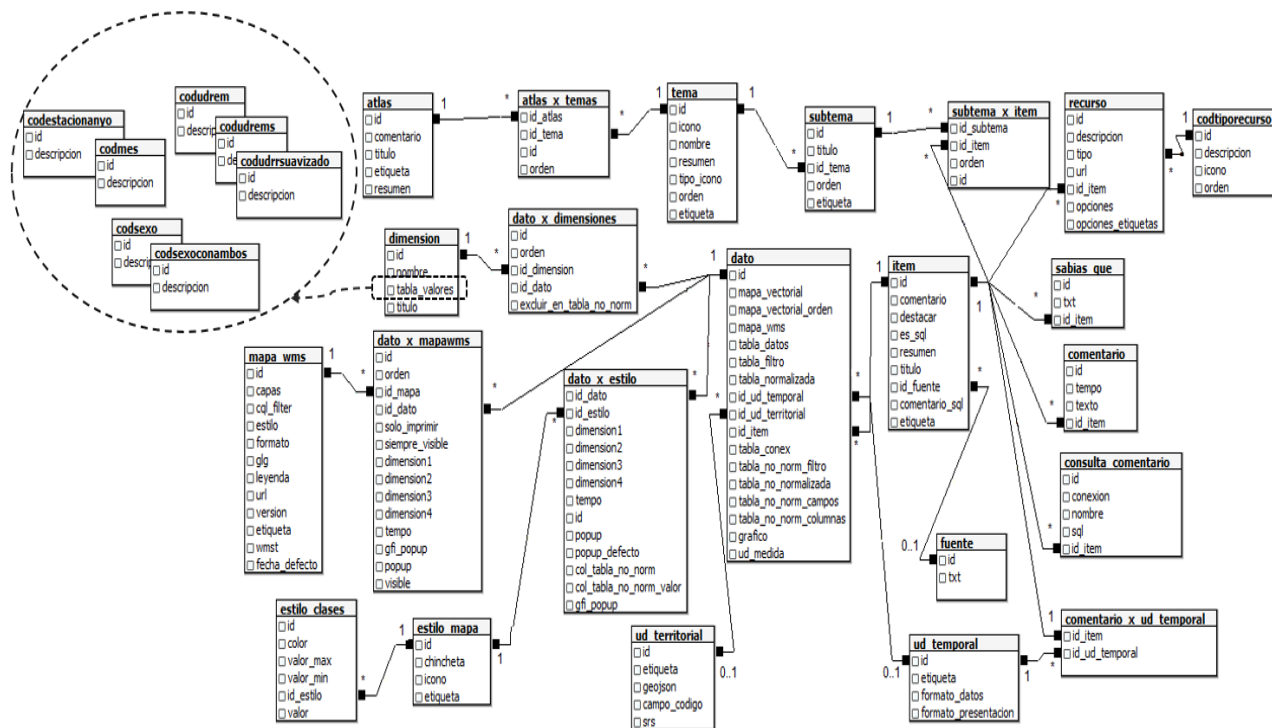 codudrem
id
descrip
codestacionanyo
id
descripcion
codudrems
id
de
codmes
id
descripcion
codudrrsuavizado
id
descripcion
codsexo
id
descrip
codsexoconambos
id
descripcion
atlas
id
comentario
titulo
etiqueta
resumen
1
*
atlas_x_temas
id_atlas
id_tema
id
orden
*
1
tema
id
icono
nombre
resumen
tipo_icono
orden
etiqueta
1
*
subtema
id
titulo
id_tema
orden
etiqueta
1
*
subtema_x_item
id_subtema
id_item
orden
id
*
recurso
id
descripcion
tipo
url
id_item
opciones
opciones_etiquetas
*
1
*
codtiporecurso
id
descripcion
icono
orden
dimension
id
nombre
tabla_valores
titulo
1
*
dato_x_dimensiones
id
orden
id_dimension
id_dato
excluir_en_tabla_no_norm
*
1
dato
id
mapa_vectorial
mapa_vectorial_orden
mapa_wms
tabla_datos
tabla_filtro
tabla_normalizada
id_ud_temporal
id_ud_territorial
id_item
tabla_conex
tabla_no_norm_filtro
tabla_no_normalizada
tabla_no_norm_campos
tabla_no_norm_columnas
grafico
ud_medida
*
*
*
1
item
id
comentario
destacar
es_sql
resumen
titulo
id_fuente
comentario_sql
etiqueta
1
*
sabias_que
id
txt
id_item
*
comentario
id
tempo
texto
id_item
*
consulta_comentario
id
conexion
nombre
sql
id_item
*
mapa_wms
id
capas
cql_filter
estilo
formato
glg
leyenda
url
version
etiqueta
wmst
fecha_defecto
1
*
dato_x_mapawms
id
orden
id_mapa
id_dato
solo_imprimir
siempre_visible
dimension1
dimension2
dimension3
dimension4
tempo
gfi_popup
popup
visible
*
dato_x_estilo
id_dato
id_estilo
dimension1
dimension2
dimension3
dimension4
tempo
id
popup
popup_defecto
col_tabla_no_norm
col_tabla_no_norm_valor
gfi_popup
*
*
fuente
id
txt
0..1
estilo_clases
id
color
valor_max
valor_min
id_estilo
valor
*
1
estilo_mapa
id
chincheta
icono
etiqueta
1
ud_territorial
id
etiqueta
geojson
campo_codigo
srs
0..1
ud_temporal
id
etiqueta
formato_datos
formato_presentacion
0..1
1
comentario_x_ud_temporal
id_item
id_ud_temporal
1
*